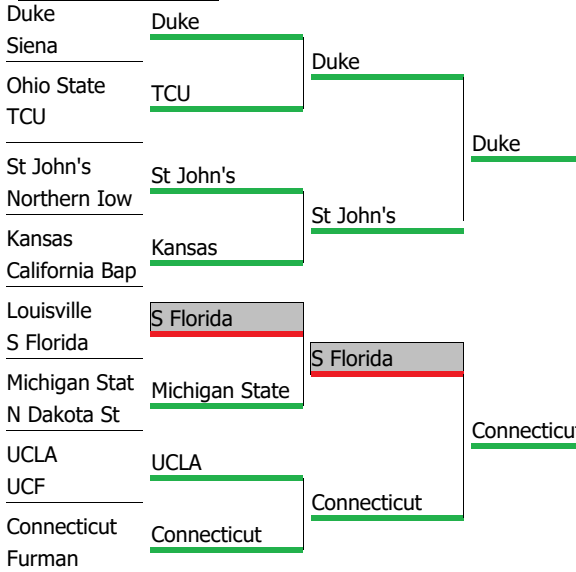 Duke
Siena
Ohio State
TCU
St John's
Northern Iow
Kansas
California Bap
Louisville
S Florida
Michigan Stat
N Dakota St
UCLA
UCF
Connecticut
Furman
Duke
TCU
St John's
Kansas
S Florida
Michigan State
UCLA
Connecticut
Duke
St John's
S Florida
Connecticut
Duke
Connecticut